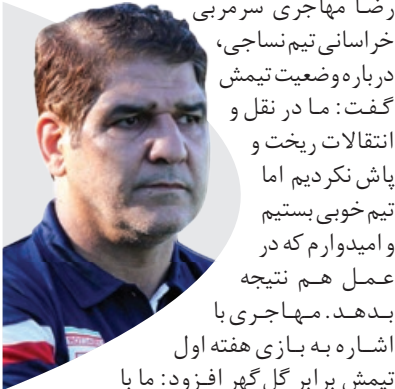 رضا مهاجری سرمربی
خراسانی تیم نساجی،
درباره وضعیت تیمش
گفت: ما در نقل و
انتقالات ریخت و
پاش نکردیم اما
تیم خوبی بستیم
و امیدوارم که در
عمل هم نتیجه
بدهد. مهاجری با
اشاره به بازی هفته اول
تیمش برابر گل گهر افزود: ما با